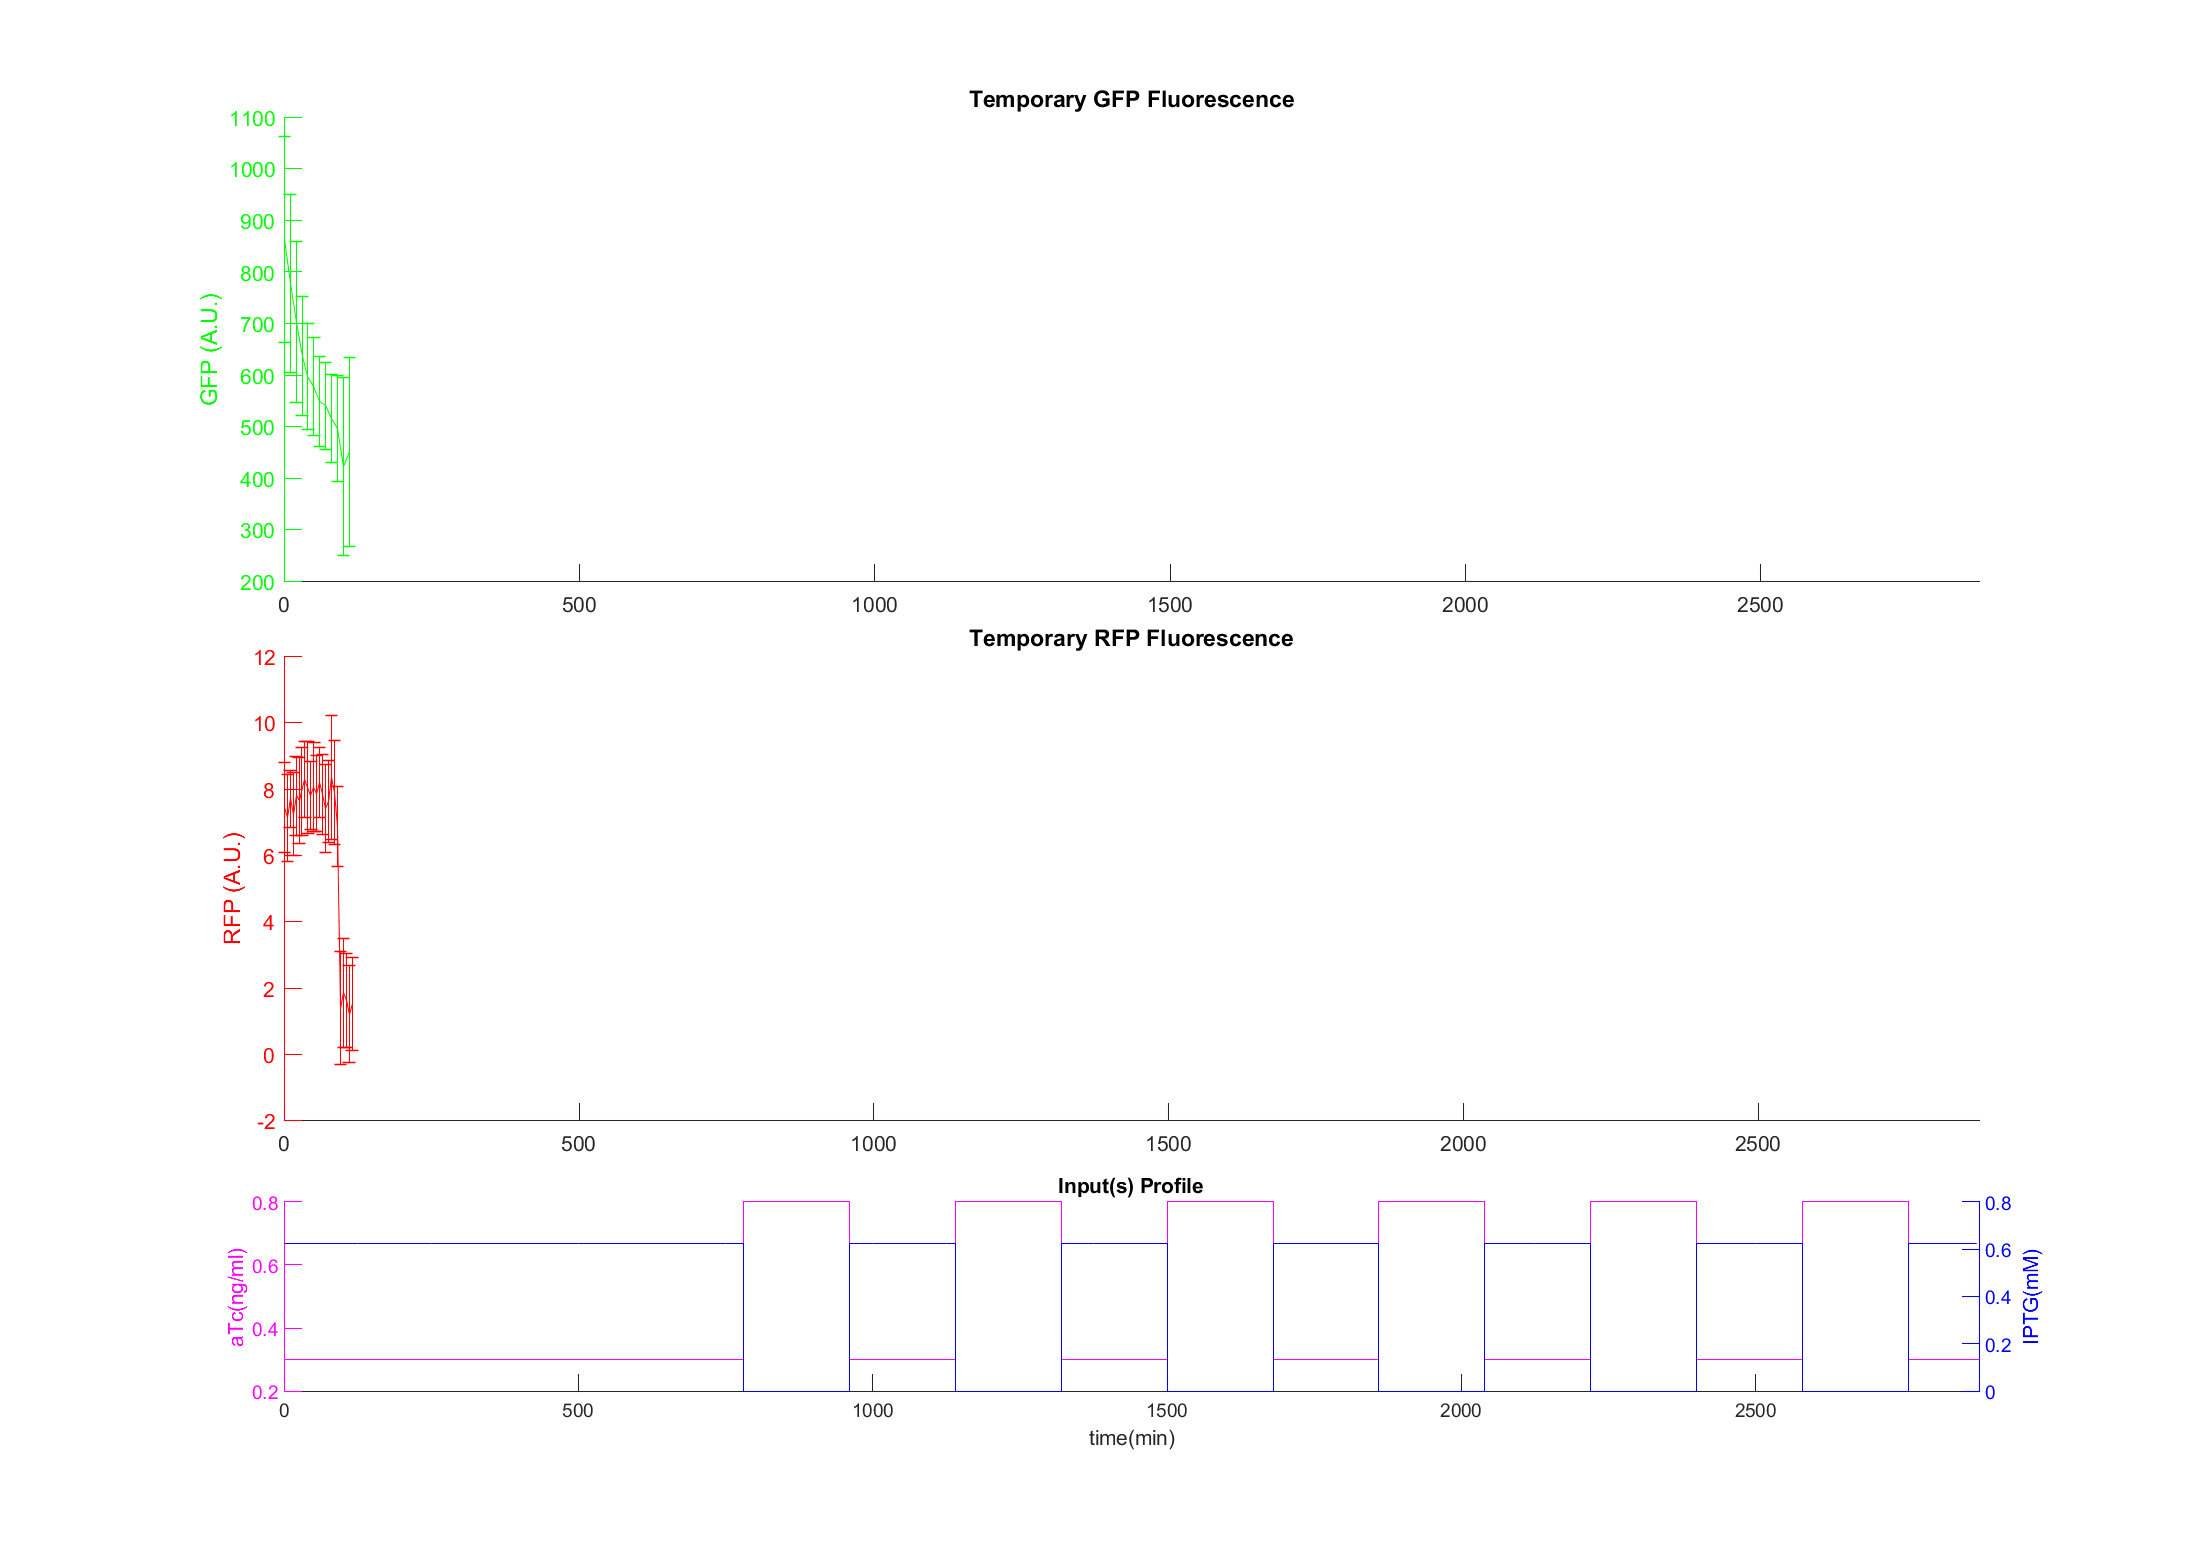 Temporary GFP Fluorescence
1100
1000
900
800
700
600
500
400
300
200
GFP (A.U.)
0 500 1000 1500 2000 2500
Temporary RFP Fluorescence
12
10
8
6
4
2
0
-2
RFP (A.U.)
0 500 1000 1500 2000 2500
Input(s) Profile
0.8
0.6
0.4
0.2
aTc(ng/ml)
0.8
0.6
0.4
0.2
0
IPTG(mM)
0 500 1000 1500 2000 2500
time(min)